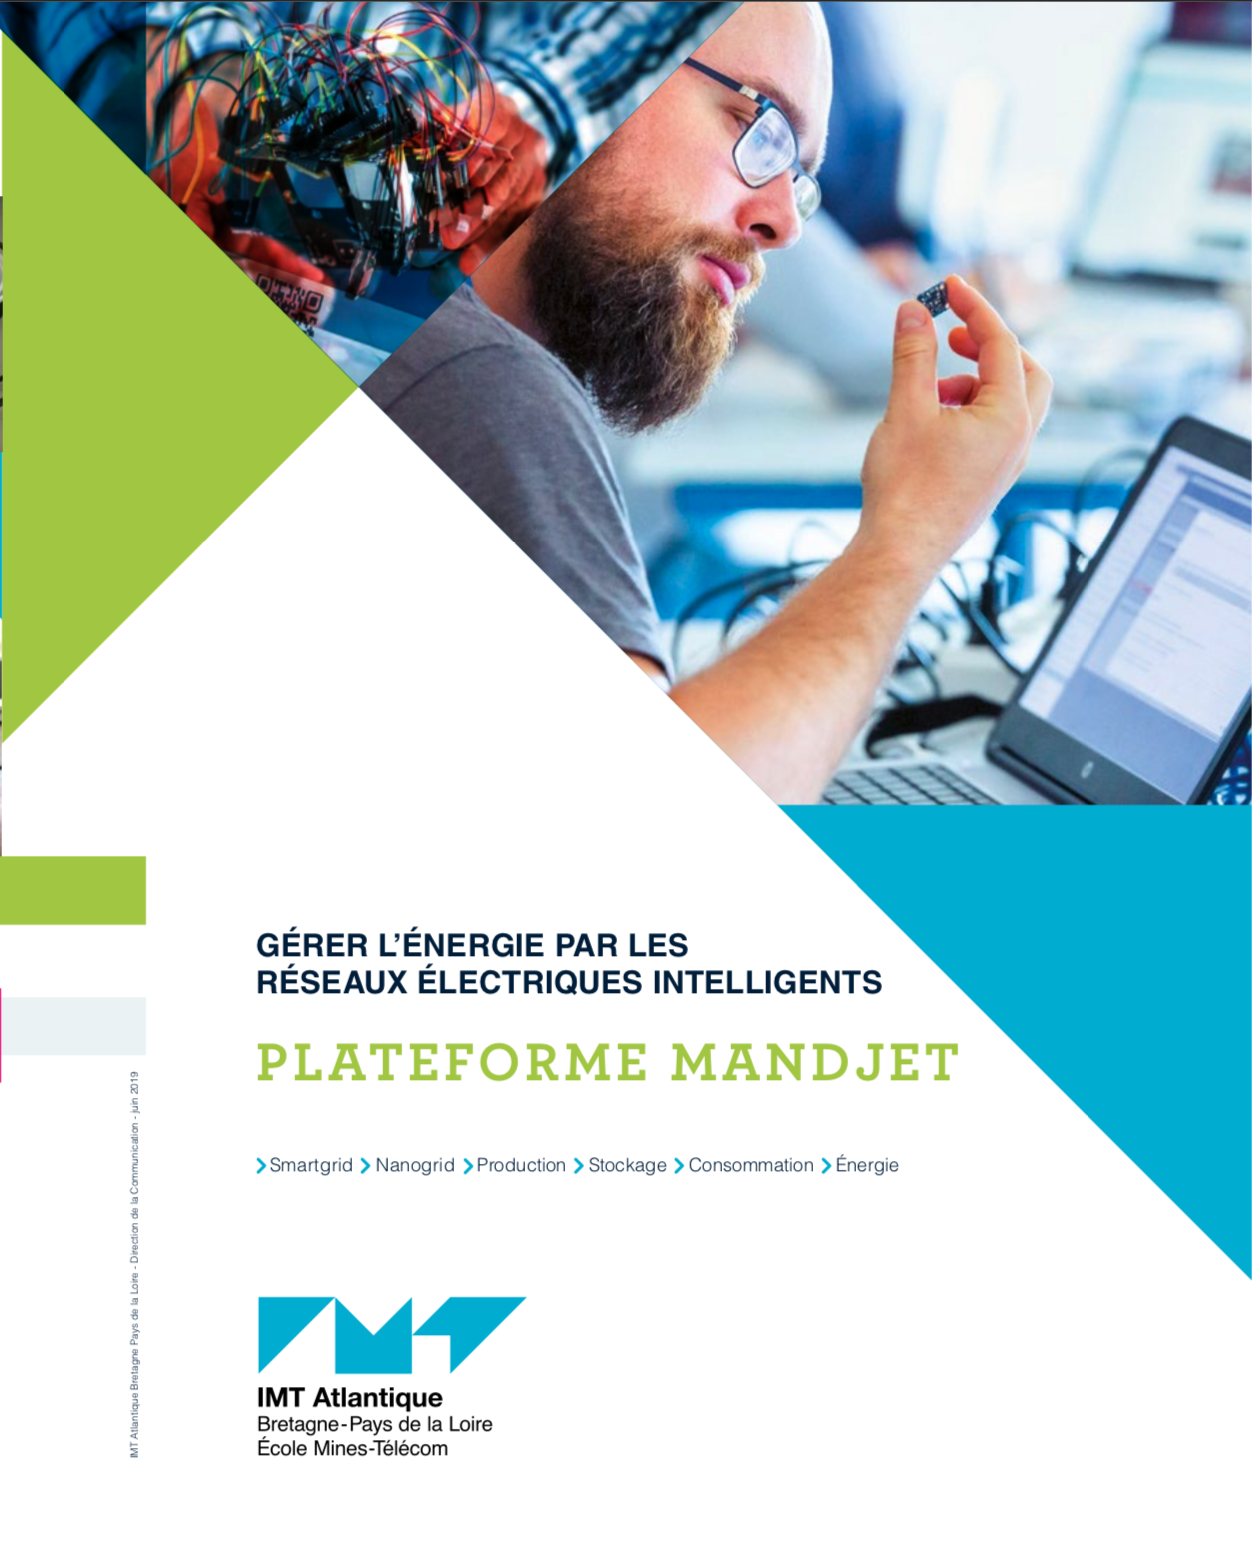 GÉRER L’ÉNERGIE PAR LES
RÉSEAUX ÉLECTRIQUES INTELLIGENTS
PLATEFORME MANDJET
Smartgrid Nanogrid Production Stockage Consommation Énergie
IMT
IMT Atlantique
Bretagne-Pays de la Loire
École Mines-Télécom
IMT Atlantique Bretagne Pays de la Loire - Direction de la Communication - juin 2019